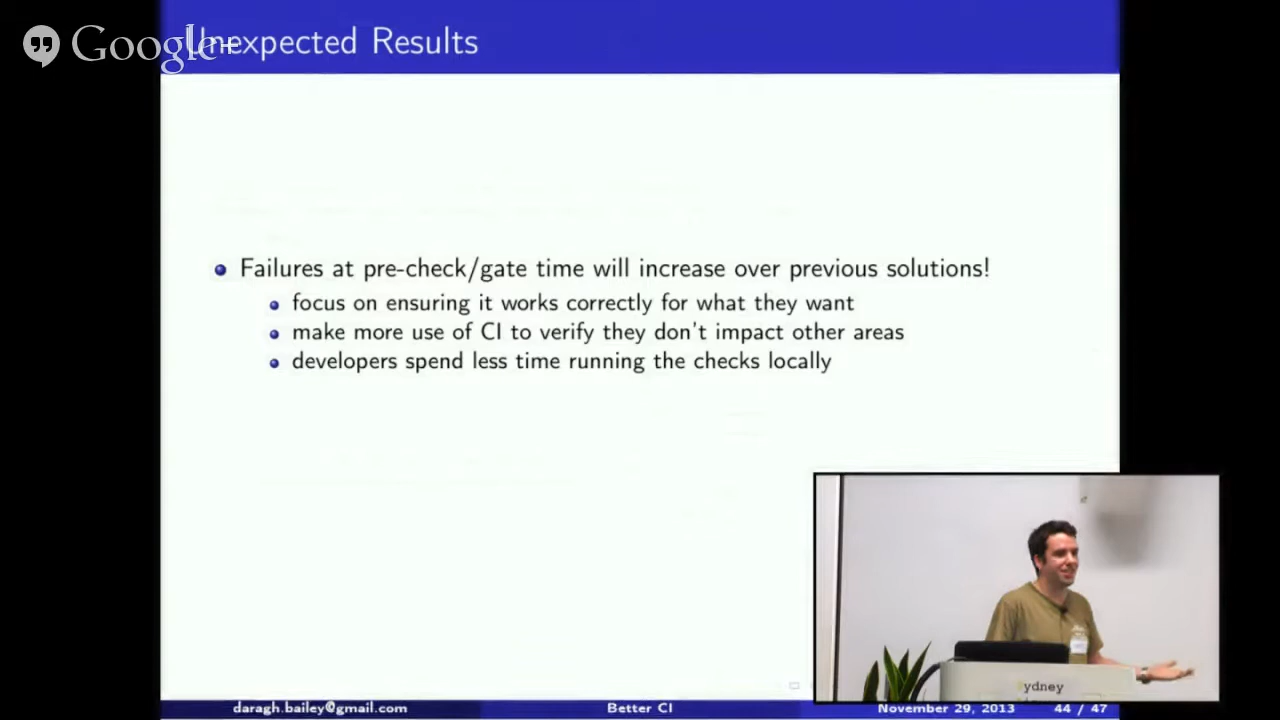 Google+
Unexpected Results
Failures at pre-check/gate time will increase over previous solutions!
focus on ensuring it works correctly for what they want
make more use of CI to verify they don't impact other areas
developers spend less time running the checks locally
ydney
daragh.bailey@gmail.com Better CI November 29, 2013 44 / 47